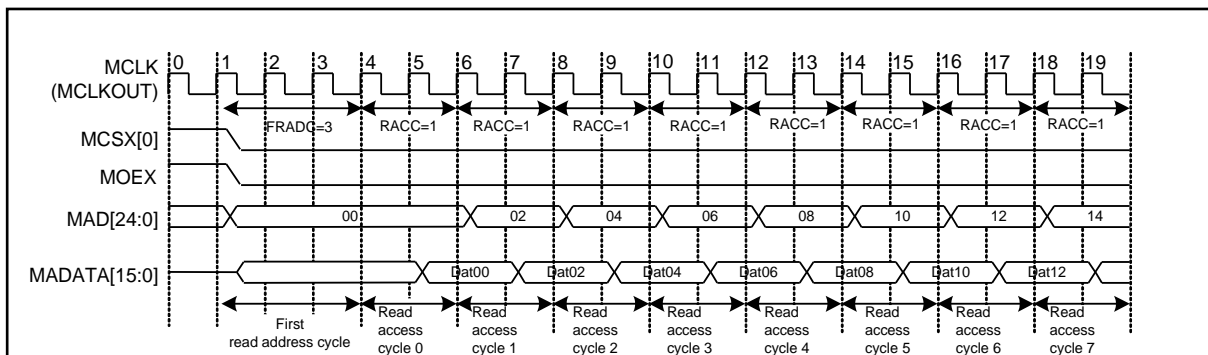 0 1 2 3 4 5 6 7 8 9 10 11 12 13 14 15 16 17 18 19
MCLK
(MCLKOUT)
FRADC=3 RACC=1 RACC=1 RACC=1 RACC=1 RACC=1 RACC=1 RACC=1 RACC=1
MCSX[0]
MOEX
MAD[24:0] 00 02 04 06 08 10 12 14
MADATA[15:0] Dat00 Dat02 Dat04 Dat06 Dat08 Dat10 Dat12
First
read address cycle
Read
access
cycle 0
Read
access
cycle 1
Read
access
cycle 2
Read
access
cycle 3
Read
access
cycle 4
Read
access
cycle 5
Read
access
cycle 6
Read
access
cycle 7